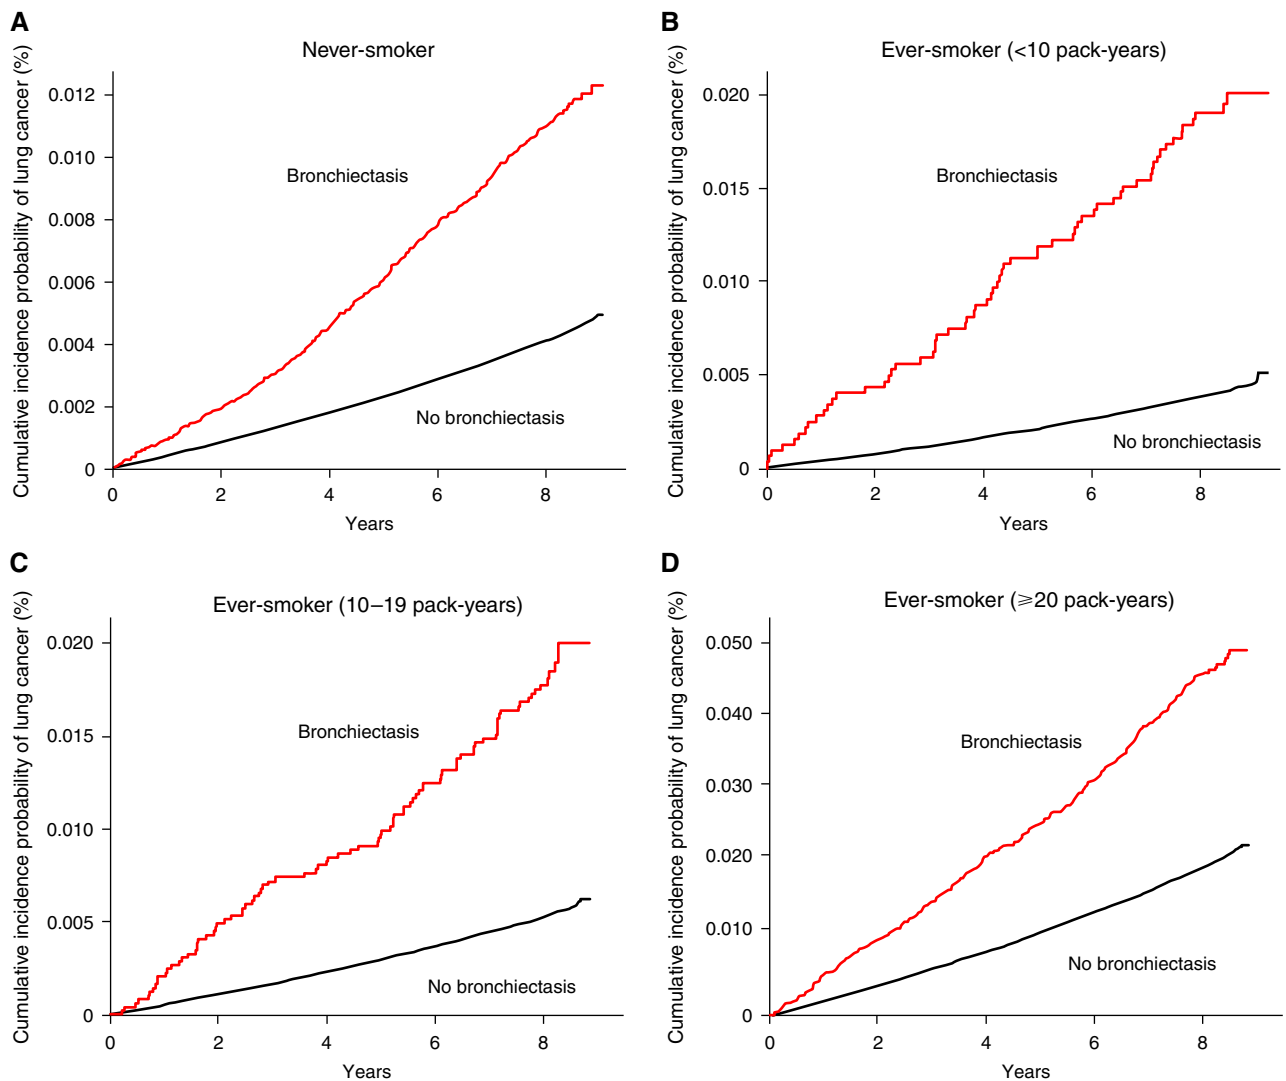 A
Never-smoker
Cumulative incidence probability of lung cancer (%)
0.012
0.010
0.008
0.006
0.004
0.002
0
Bronchiectasis
No bronchiectasis
0 2 4 6 8
Years
B
Ever-smoker (<10 pack-years)
Cumulative incidence probability of lung cancer (%)
0.020
0.015
0.010
0.005
0
Bronchiectasis
No bronchiectasis
0 2 4 6 8
Years
C
Ever-smoker (10–19 pack-years)
Cumulative incidence probability of lung cancer (%)
0.020
0.015
0.010
0.005
0
Bronchiectasis
No bronchiectasis
0 2 4 6 8
Years
D
Ever-smoker (⩾20 pack-years)
Cumulative incidence probability of lung cancer (%)
0.050
0.040
0.030
0.020
0.010
0
Bronchiectasis
No bronchiectasis
0 2 4 6 8
Years